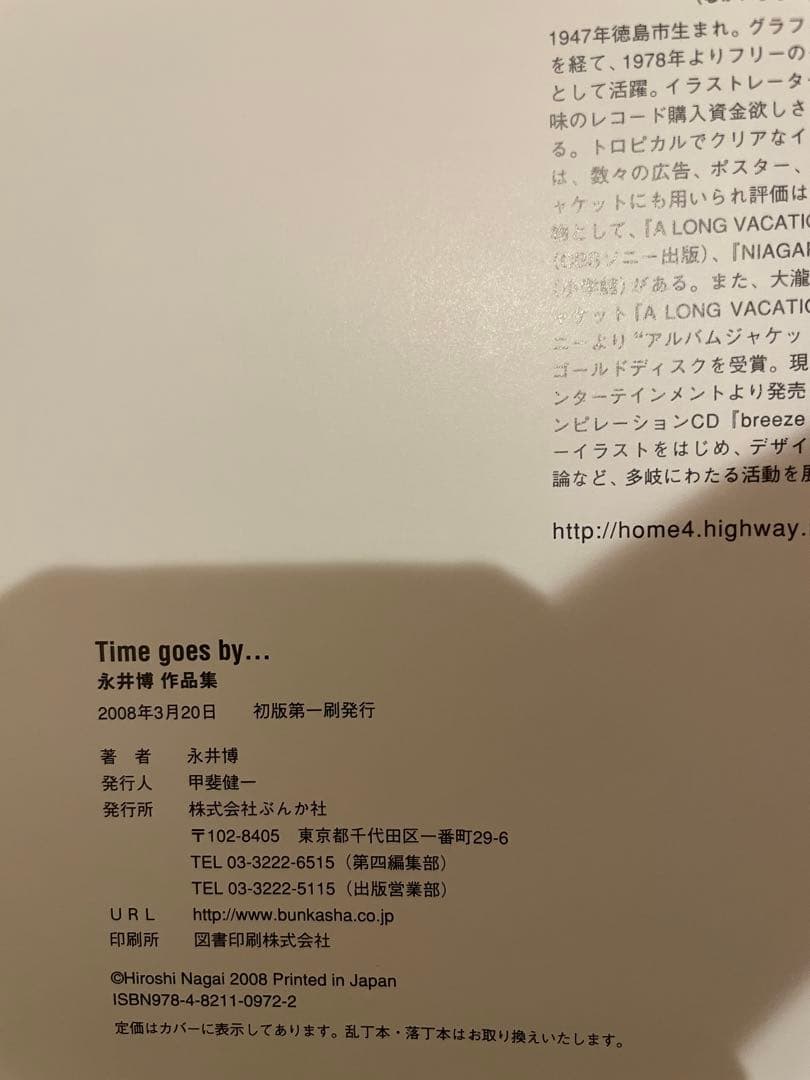 1947年徳島市生まれ。グラフ
を経て、1978年よりフリーの
として活躍。イラストレータ
味のレコード購入資金欲しさ
る。トロピカルでクリアなイ
は、数々の広告、ポスター、
ャケットにも用いられ評価は
物として、『A LONG VACATIO
ソニー出版)、『NIAGAR
(小学館)がある。また、大瀧
ャケット『A LONG VACATIO
ニーより“アルバムジャケッ
ゴールドディスクを受賞。現
ンターテインメントより発売
ンピレーションCD『breeze
ーイラストをはじめ、デザイ
論など、多岐にわたる活動を展
http://home4.highway.
Time goes by...
永井博 作品集
2008年3月20日 初版第一刷発行
著 者 永井博
発行人 甲斐健一
発行所 株式会社ぶんか社
〒102-8405 東京都千代田区一番町29-6
TEL 03-3222-6515(第四編集部)
TEL 03-3222-5115(出版営業部)
URL http://www.bunkasha.co.jp
印刷所 図書印刷株式会社
©Hiroshi Nagai 2008 Printed in Japan
ISBN978-4-8211-0972-2
定価はカバーに表示してあります。乱丁本・落丁本はお取り換えいたします。